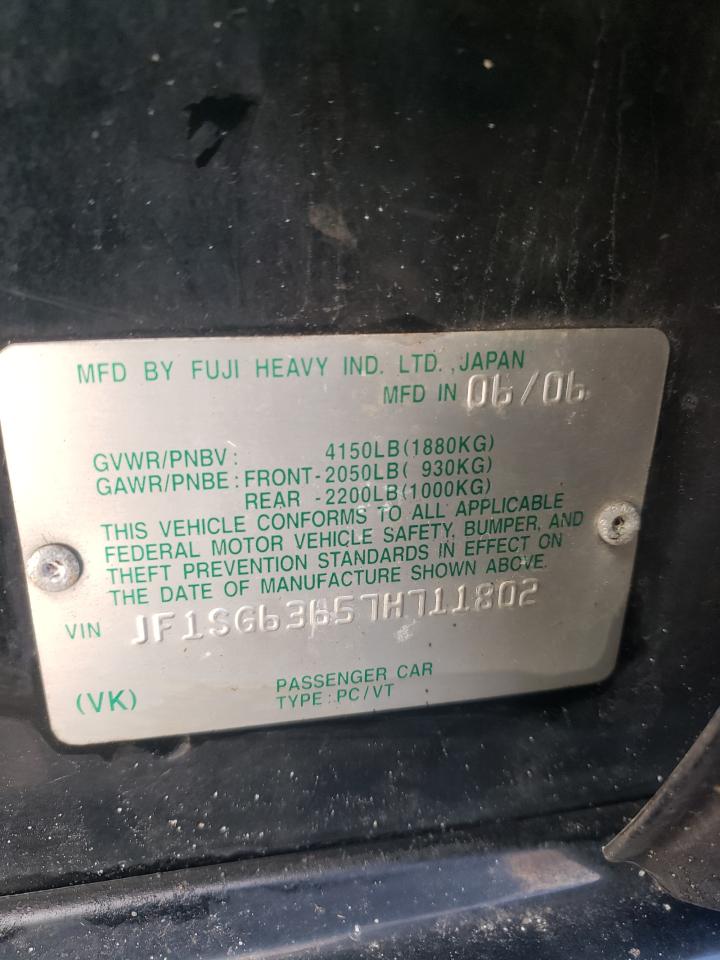 MFD BY FUJI HEAVY IND. LTD., JAPAN
MFD IN 06/06
GVWR/PNBV: 4150LB(1880KG)
GAWR/PNBE: FRONT-2050LB( 930KG)
REAR -2200LB(1000KG)
THIS VEHICLE CONFORMS TO ALL APPLICABLE
FEDERAL MOTOR VEHICLE SAFETY, BUMPER, AND
THEFT PREVENTION STANDARDS IN EFFECT ON
THE DATE OF MANUFACTURE SHOWN ABOVE.
VIN JF1SG63657H711802
PASSENGER CAR
(VK) TYPE: PC/VT